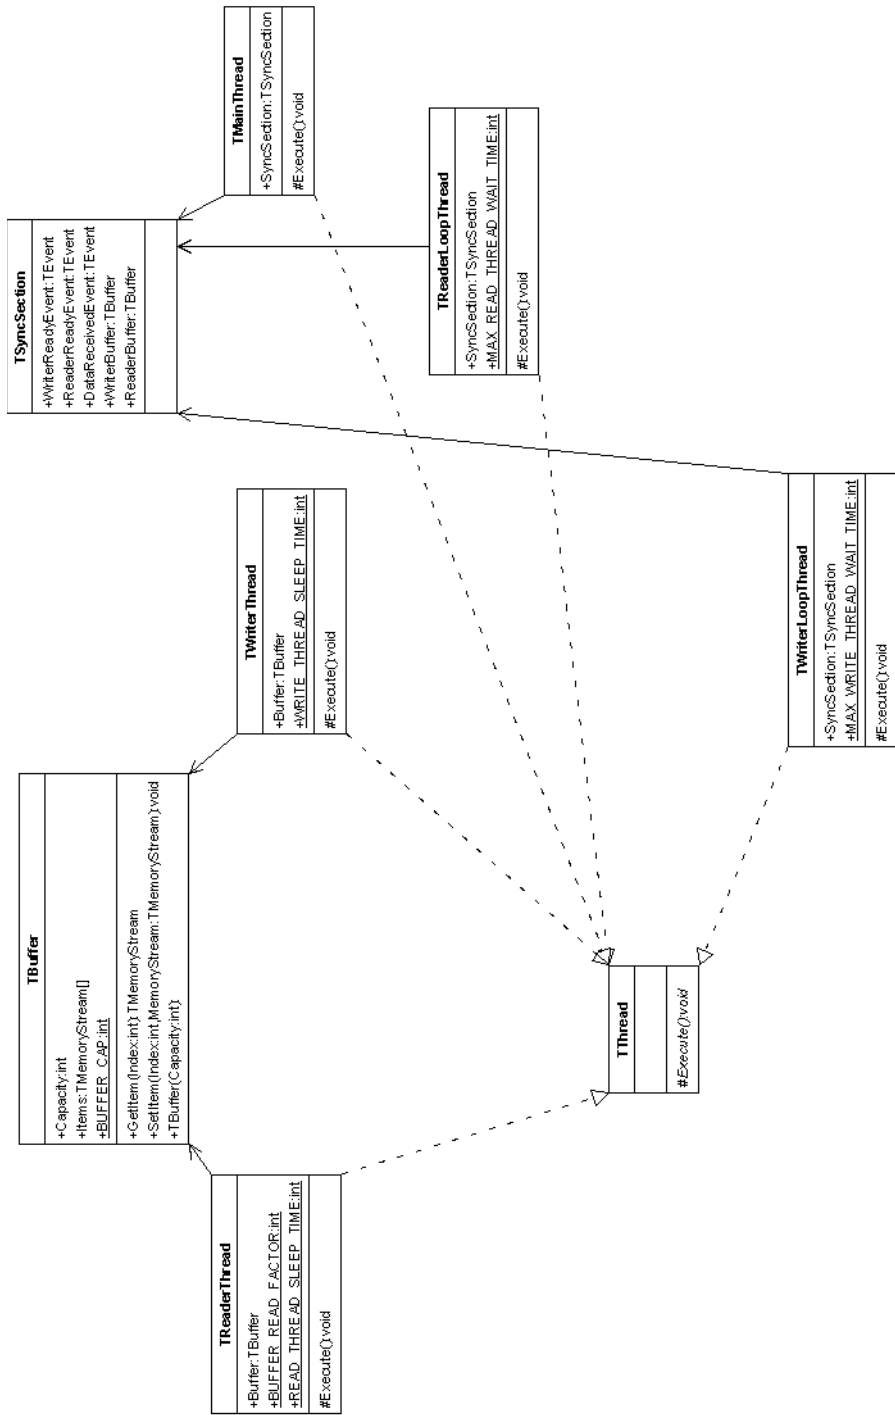 TBuffer
+Capacity:int
+Items:TMemoryStream[]
+BUFFER_CAP:int
+GetItem(Index:int):TMemoryStream
+SetItem(Index:int,MemoryStream:TMemoryStream):void
+TBuffer(Capacity:int)
TSyncSection
+WriterReadyEvent:TEvent
+ReaderReadyEvent:TEvent
+DataReceivedEvent:TEvent
+WriterBuffer:TBuffer
+ReaderBuffer:TBuffer
TReaderThread
+Buffer:TBuffer
+BUFFER_READ_FACTOR:int
+READ_THREAD_SLEEP_TIME:int
#Execute():void
TWriterThread
+Buffer:TBuffer
+WRITE_THREAD_SLEEP_TIME:int
#Execute():void
TMainThread
+SyncSection:TSyncSection
#Execute():void
TReaderLoopThread
+SyncSection:TSyncSection
+MAX_READ_THREAD_WAIT_TIME:int
#Execute():void
TThread
#Execute():void
TWriterLoopThread
+SyncSection:TSyncSection
+MAX_WRITE_THREAD_WAIT_TIME:int
#Execute():void